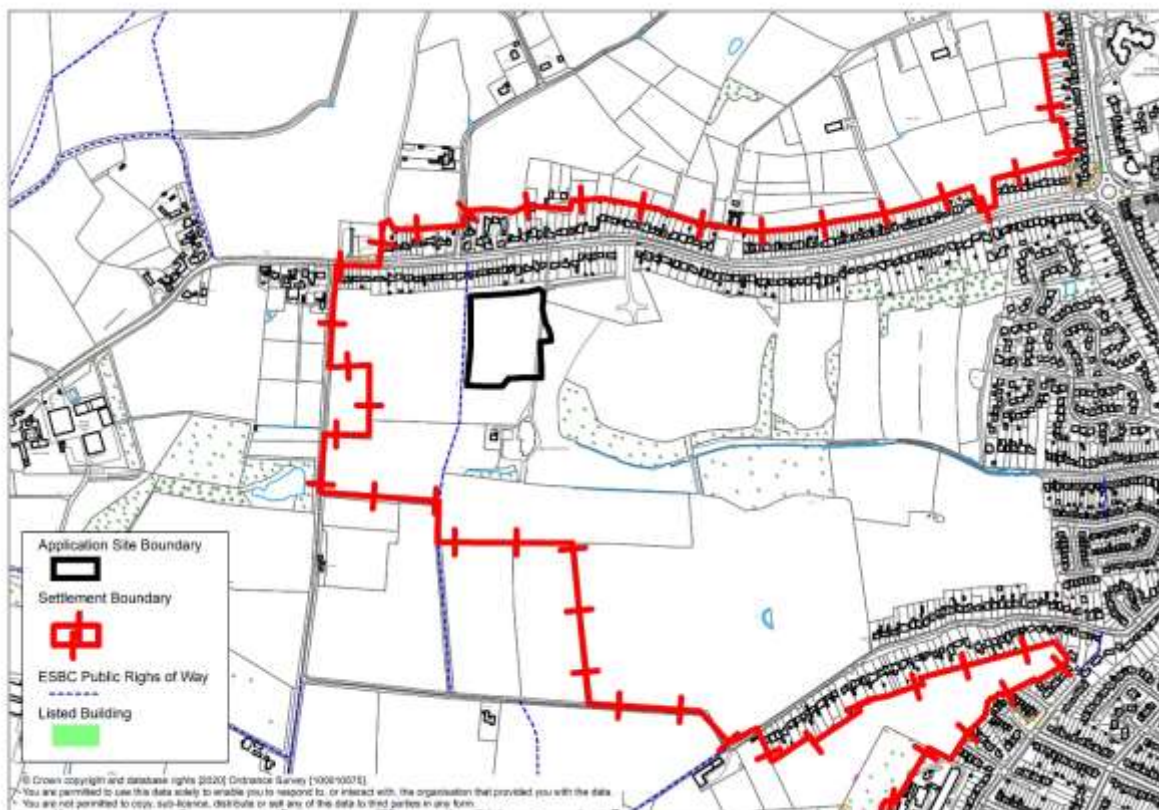 Application Site Boundary
Settlement Boundary
ESBC Public Righs of Way
Listed Building
© Crown copyright and database rights [2020] Ordnance Survey [100010575].
You are permitted to use this data solely to enable you to respond to, or interact with, the organisation that provided you with the data
You are not permitted to copy, sub-licence, distribute or sell any of this data to third parties in any form.